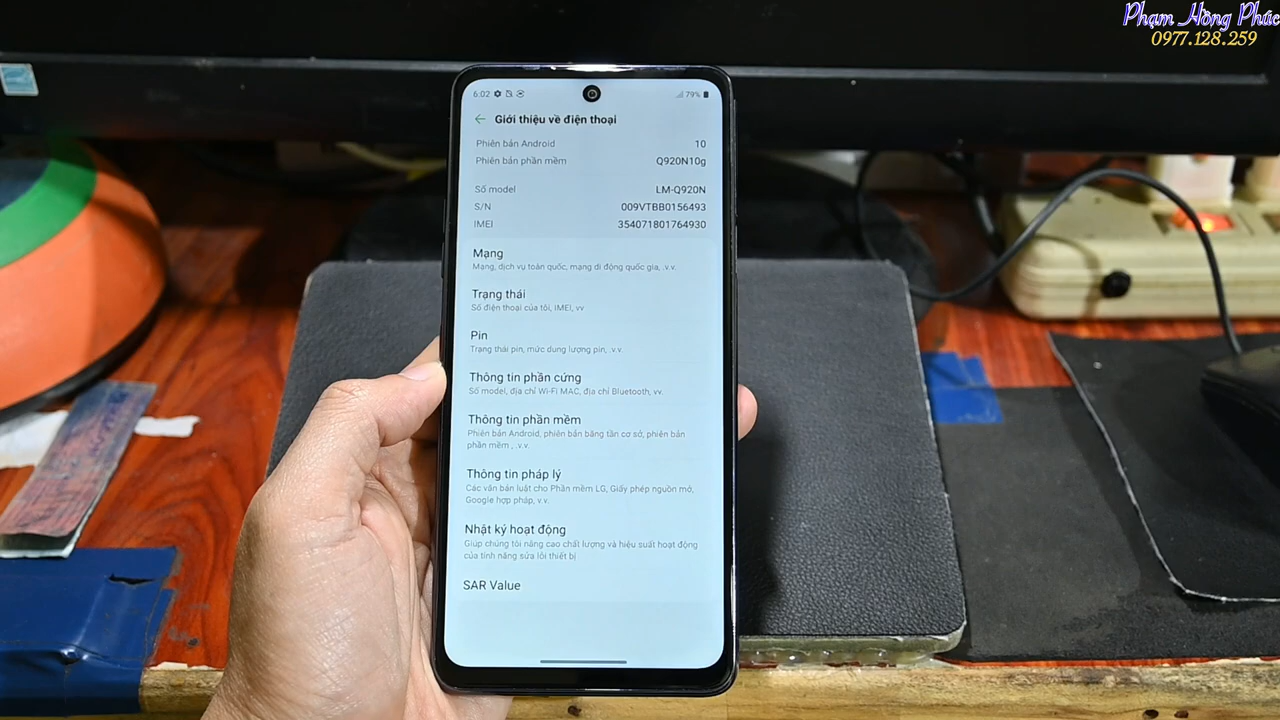 Phạm Hồng Phúc
0977.128.259
6:02
79%
Giới thiệu về điện thoại
Phiên bản Android 10
Phiên bản phần mềm Q920N10g
Số model LM-Q920N
S/N 009VTBB0156493
IMEI 354071801764930
Mạng
Mạng, dịch vụ toàn quốc, mạng di động quốc gia, .v.v.
Trạng thái
Số điện thoại của tôi, IMEI, vv
Pin
Trạng thái pin, mức dung lượng pin, .v.v.
Thông tin phần cứng
Số model, địa chỉ Wi-Fi MAC, địa chỉ Bluetooth, vv.
Thông tin phần mềm
Phiên bản Android, phiên bản băng tần cơ sở, phiên bản
phần mềm , .v.v.
Thông tin pháp lý
Các văn bản luật cho Phần mềm LG, Giấy phép nguồn mở,
Google hợp pháp, v.v.
Nhật ký hoạt động
Giúp chúng tôi nâng cao chất lượng và hiệu suất hoạt động
của tính năng sửa lỗi thiết bị
SAR Value